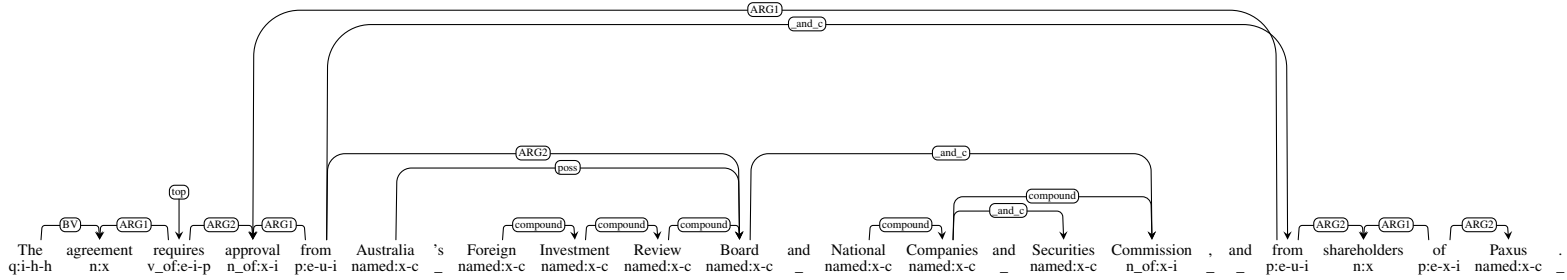 ARG1
_and_c
ARG2 _and_c
poss
top compound
BV ARG1 ARG2 ARG1 compound compound compound compound _and_c ARG2 ARG1 ARG2
The agreement requires approval from Australia 's Foreign Investment Review Board and National Companies and Securities Commission , and from shareholders of Paxus .
q:i-h-h n:x v_of:e-i-p n_of:x-i p:e-u-i named:x-c _ named:x-c named:x-c named:x-c named:x-c _ named:x-c named:x-c _ named:x-c n_of:x-i _ _ p:e-u-i n:x p:e-x-i named:x-c _